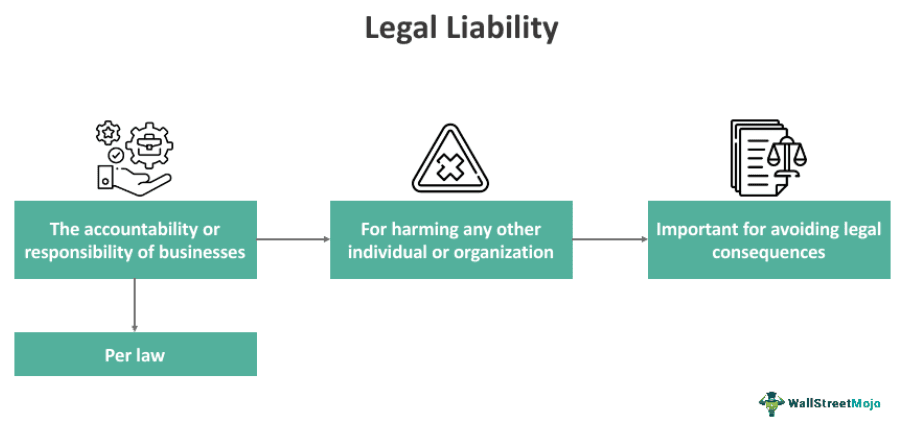 Legal Liability
The accountability or
responsibility of businesses
For harming any other
individual or organization
Important for avoiding legal
consequences
Per law
WallStreetMojo